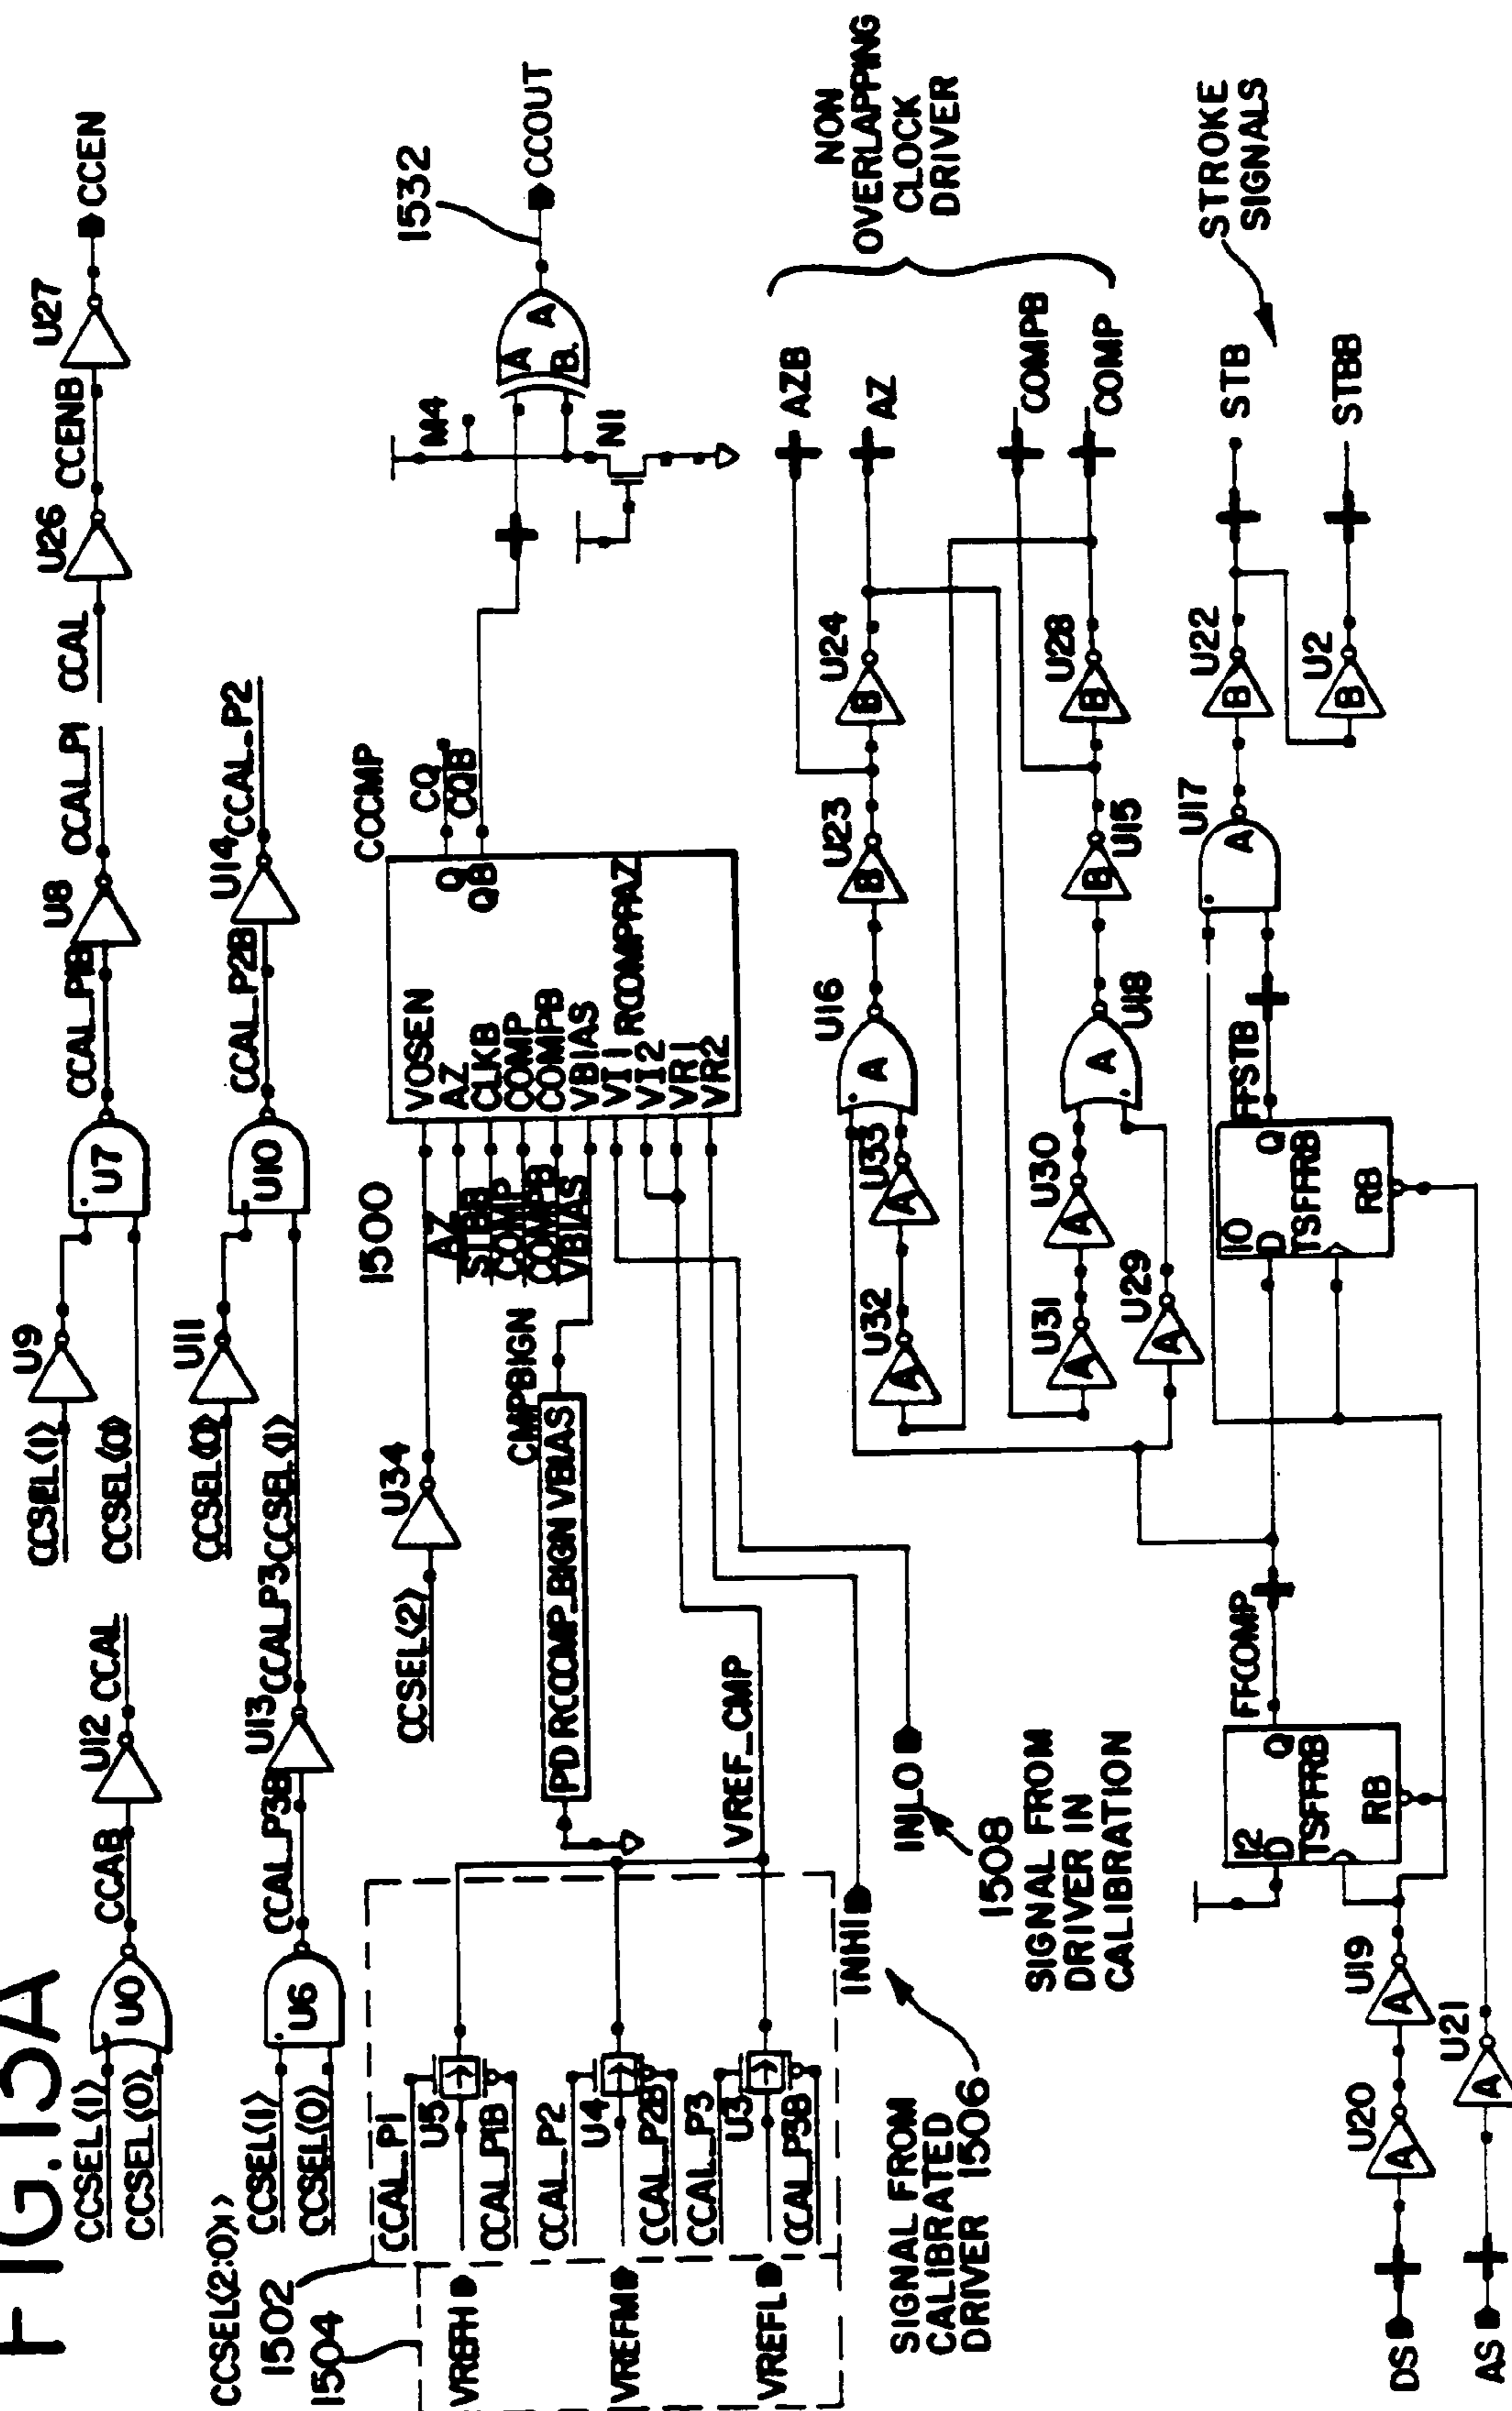 FIG.15A
CCSEL(1)
CCSEL(0)
U0
CCAB
U12
CCAL
CCSEL(1)
CCSEL(0)
U9
U7
CCAL_P1B
U8
CCAL_P1
CCAL
U26
CCENB
U27
CCEN
CCSEL(2:0)
CCSEL(1)
CCSEL(0)
U6
CCAL_P3B
U13
CCAL_P3
CCSEL(0)
CCSEL(1)
U11
U10
CCAL_P2B
U14
CCAL_P2
1502
1504
VREFH
VREFM
VREFL
CCAL_P1
U5
CCAL_P1B
CCAL_P2
U4
CCAL_P2B
CCAL_P3
U3
CCAL_P3B
VREF_CMP
CCSEL(2)
U34
CMPBIGN
PD RCCOMP_BIGN VBIAS
1500
AZ
STBB
COMP
COMPB
VBIAS
VOSEN
AZ
CLKB
COMP
COMPB
VBIAS
VI1
VI2
VR1
VR2
RCOMPAZ
Q
QB
CCCMP
CQ
CQB
M4
N1
A
B
A
1532
CCOUT
INHI
SIGNAL FROM
CALIBRATED
DRIVER 1506
INLO
1508
SIGNAL FROM
DRIVER IN
CALIBRATION
U32
A
U33
A
U16
A
U23
B
U24
B
AZB
AZ
U31
A
U30
A
U29
A
U18
A
U15
B
U28
B
COMPB
COMP
NON
OVERLAPPING
CLOCK
DRIVER
DS
U20
A
U19
A
I2
D
Q
TSFFRB
RB
FFCOMP
I0
D
Q
TSFFRB
RB
FFSTB
U17
A
U22
B
STB
U2
B
STBB
STROKE
SIGNALS
AS
U21
A